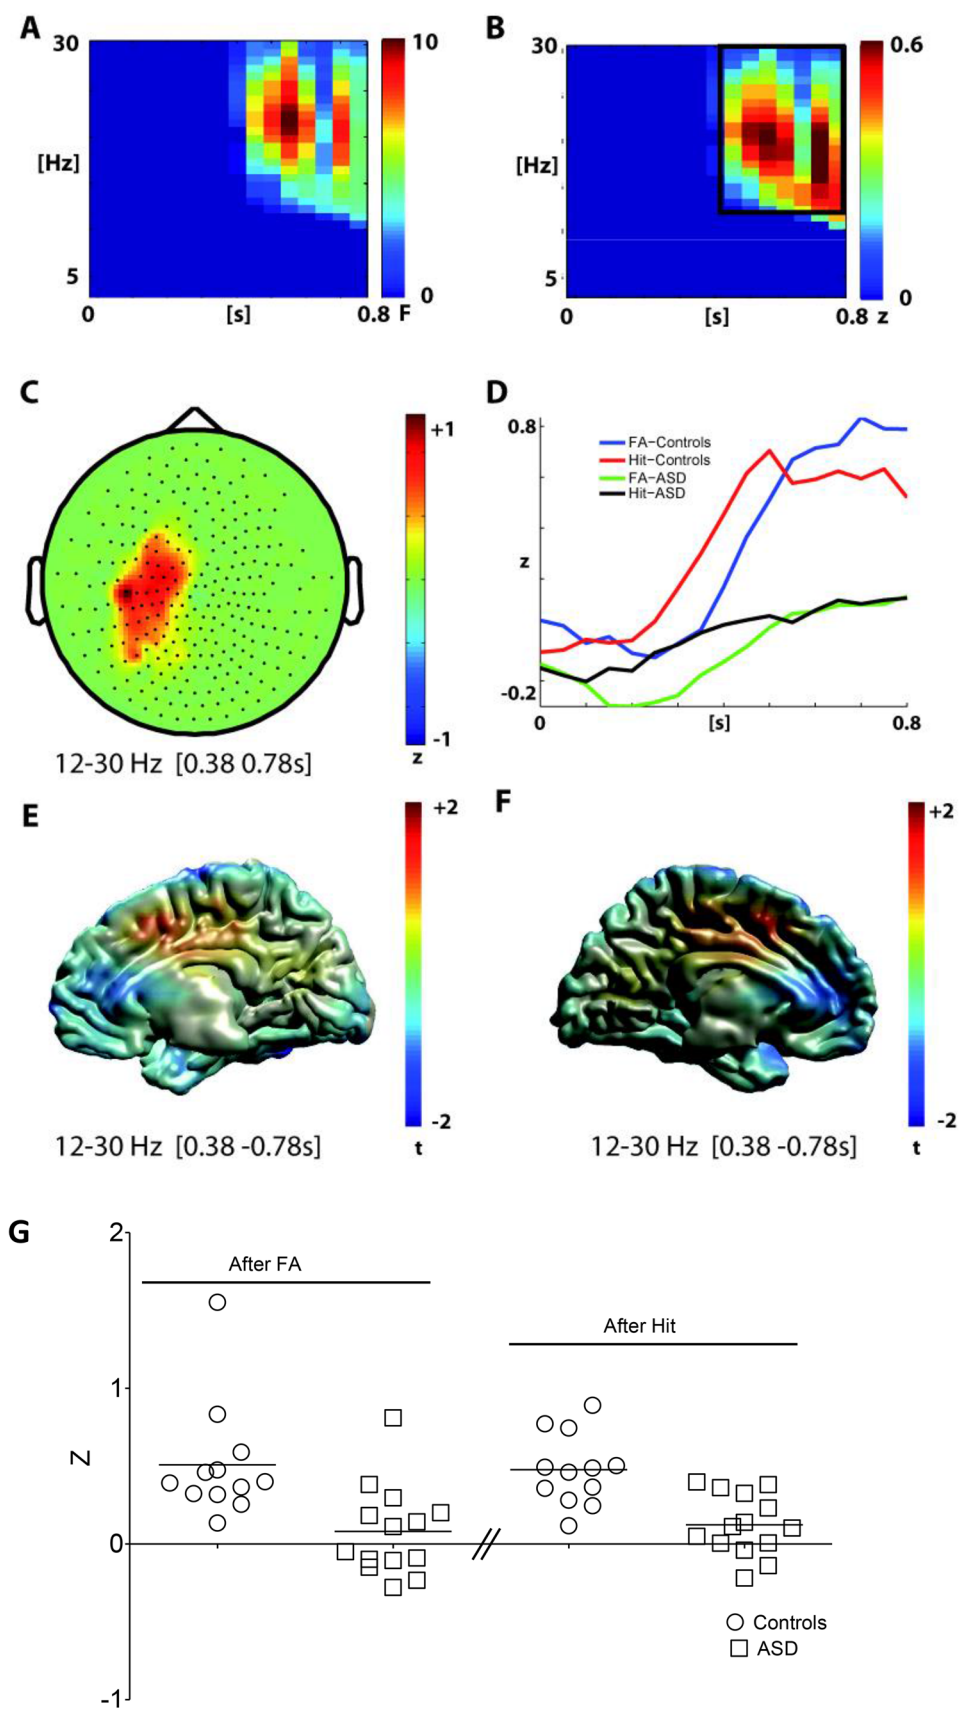 A
30
[Hz]
5
0
[s]
0.8
10
0
F
B
30
[Hz]
5
0
[s]
0.8
0.6
0
z
C
+1
-1
z
12-30 Hz [0.38 0.78s]
D
0.8
z
-0.2
0
[s]
0.8
FA-Controls
Hit-Controls
FA-ASD
Hit-ASD
E
+2
-2
t
12-30 Hz [0.38 -0.78s]
F
+2
-2
t
12-30 Hz [0.38 -0.78s]
G
2
1
0
-1
Z
After FA
After Hit
Controls
ASD